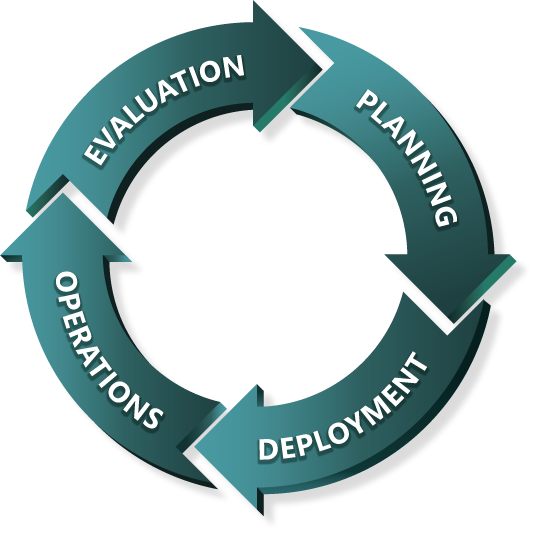 EVALUATION
PLANNING
DEPLOYMENT
OPERATIONS